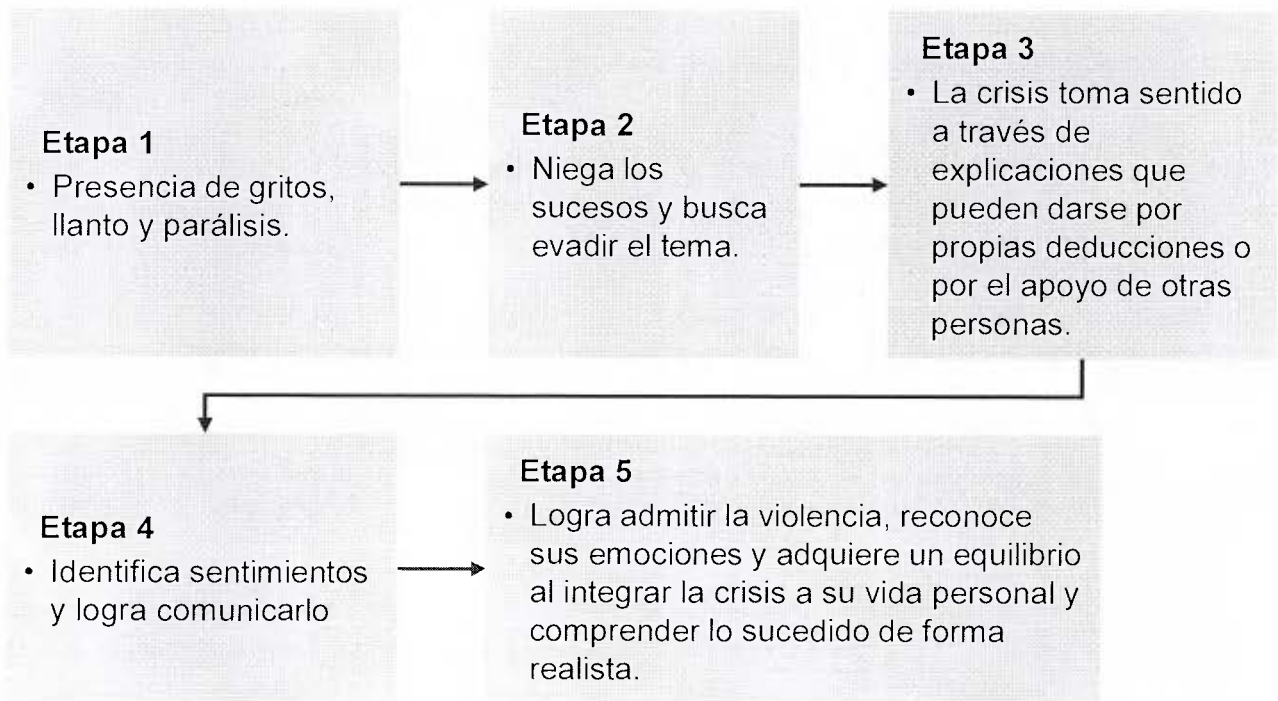 Etapa 1
• Presencia de gritos,
llanto y parálisis.
Etapa 2
• Niega los
sucesos y busca
evadir el tema.
Etapa 3
• La crisis toma sentido
a través de
explicaciones que
pueden darse por
propias deducciones o
por el apoyo de otras
personas.
Etapa 4
• Identifica sentimientos
y logra comunicarlo
Etapa 5
• Logra admitir la violencia, reconoce
sus emociones y adquiere un equilibrio
al integrar la crisis a su vida personal y
comprender lo sucedido de forma
realista.